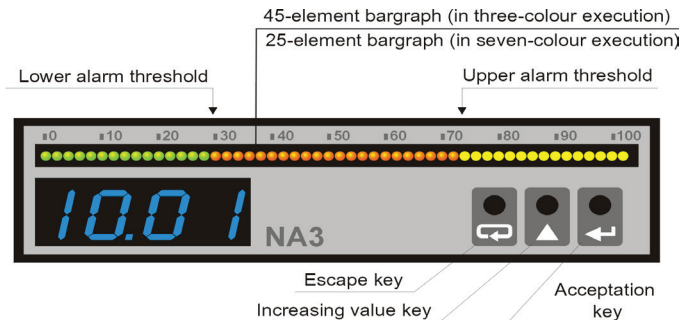 45-element bargraph (in three-colour execution)
25-element bargraph (in seven-colour execution)
Lower alarm threshold
Upper alarm threshold
0 10 20 30 40 50 60 70 80 90 100
10.01
NA3
Escape key
Increasing value key
Acceptation
key